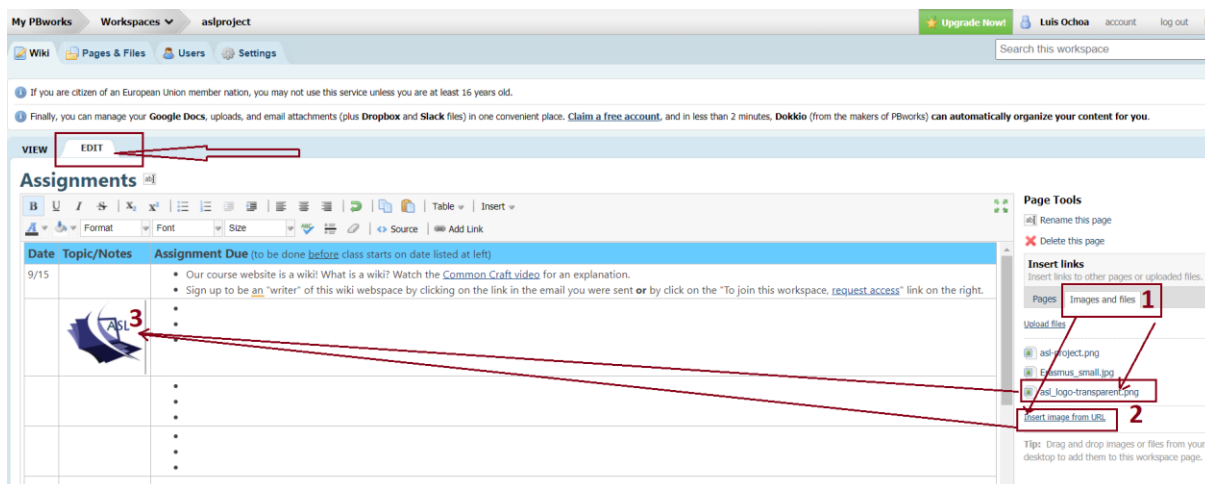 My PBworks Workspaces aslproject Upgrade Now! Luis Ochoa account log out
Wiki Pages & Files Users Settings Search this workspace
If you are citizen of an European Union member nation, you may not use this service unless you are at least 16 years old.
Finally, you can manage your Google Docs, uploads, and email attachments (plus Dropbox and Slack files) in one convenient place. Claim a free account, and in less than 2 minutes, Dokkio (from the makers of PBworks) can automatically organize your content for you.
VIEW EDIT
Assignments
B U I S X₂ x² Table Insert
A Format Font Size Source Add Link
Date Topic/Notes Assignment Due (to be done before class starts on date listed at left)
9/15
• Our course website is a wiki! What is a wiki? Watch the Common Craft video for an explanation.
• Sign up to be an "writer" of this wiki webspace by clicking on the link in the email you were sent or by click on the "To join this workspace, request access" link on the right.
ASL 3
Page Tools
Rename this page
Delete this page
Insert links
Insert links to other pages or uploaded files.
Pages Images and files 1
Upload files
asl-project.png
Erasmus_small.jpg
asl_logo-transparent.png
Insert image from URL 2
Tip: Drag and drop images or files from your
desktop to add them to this workspace page.